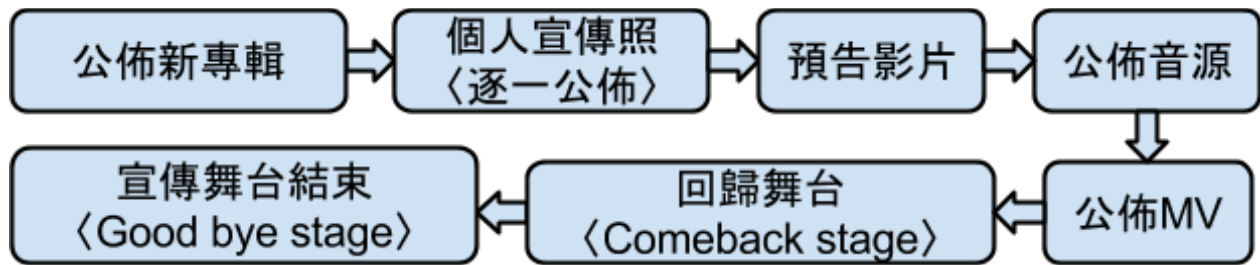 公佈新專輯
個人宣傳照
〈逐一公佈〉
預告影片
公佈音源
公佈MV
回歸舞台
〈Comeback stage〉
宣傳舞台結束
〈Good bye stage〉